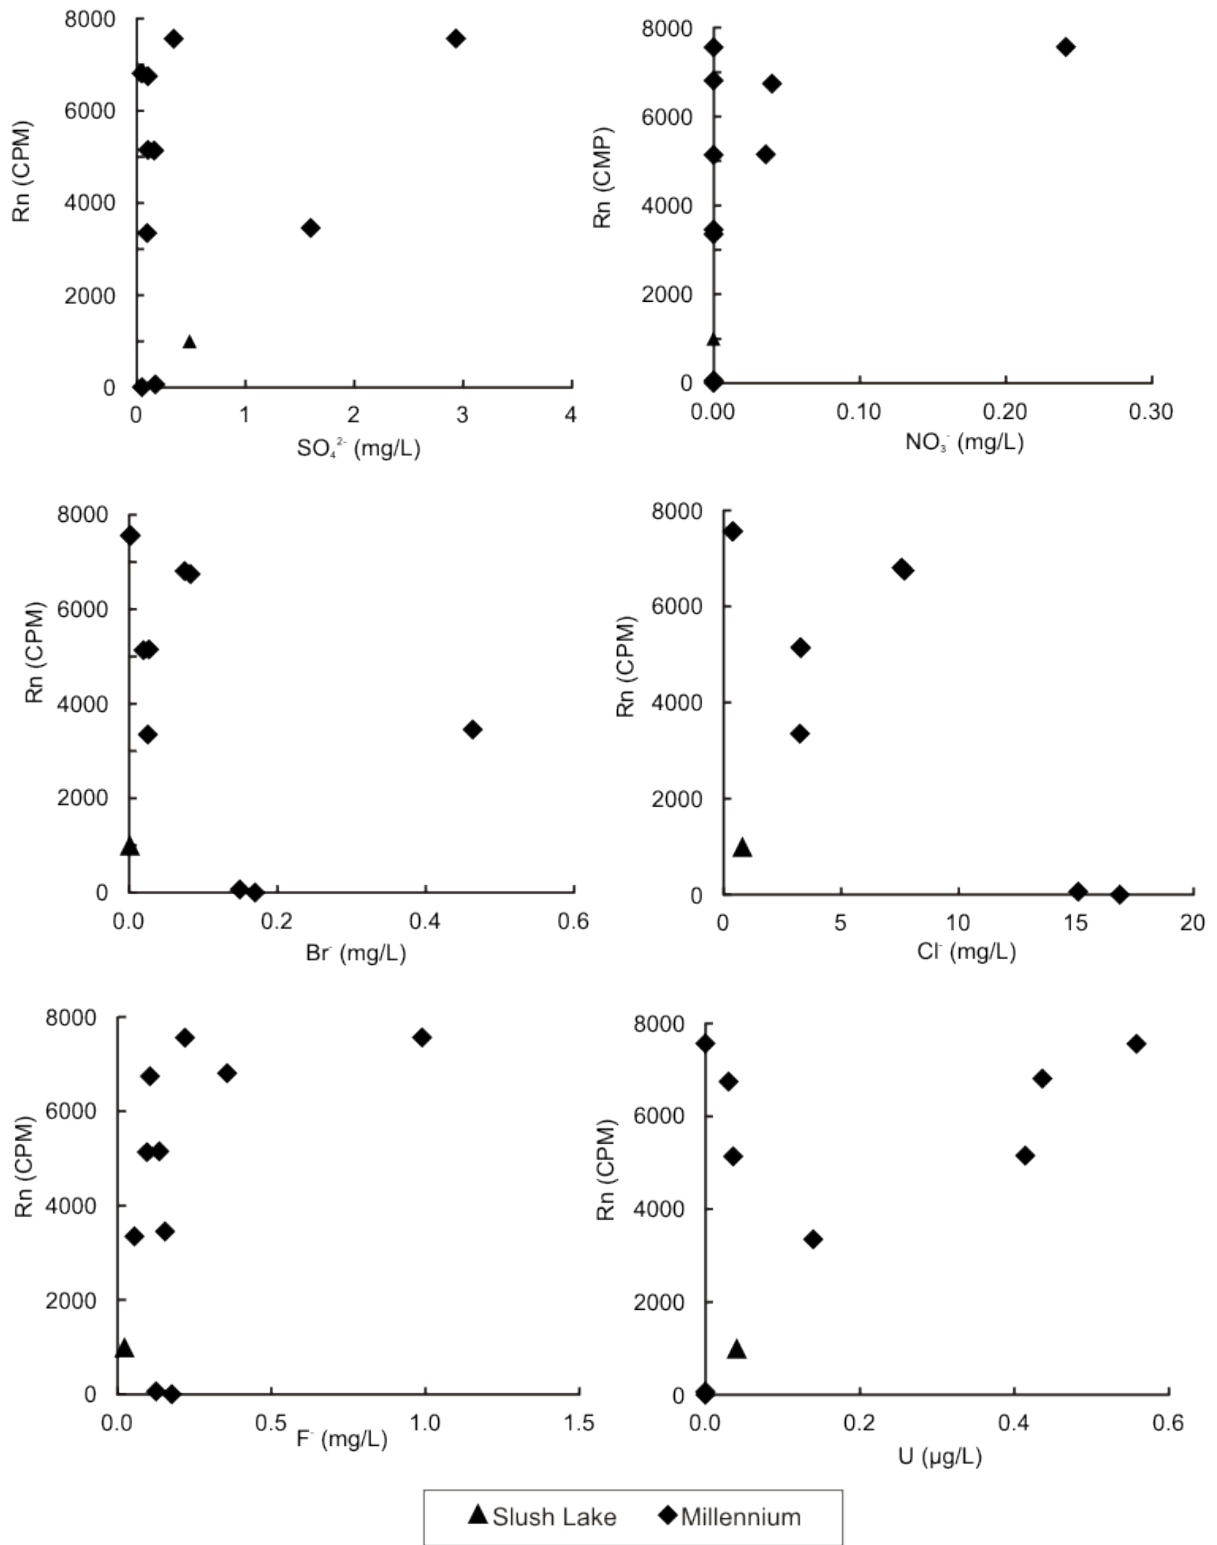 8000
6000
4000
2000
0
Rn (CPM)
0 1 2 3 4
SO₄²⁻ (mg/L)
8000
6000
4000
2000
0
Rn (CMP)
0.00 0.10 0.20 0.30
NO₃⁻ (mg/L)
8000
6000
4000
2000
0
Rn (CPM)
0.0 0.2 0.4 0.6
Br⁻ (mg/L)
8000
6000
4000
2000
0
Rn (CPM)
0 5 10 15 20
Cl⁻ (mg/L)
8000
6000
4000
2000
0
Rn (CPM)
0.0 0.5 1.0 1.5
F⁻ (mg/L)
8000
6000
4000
2000
0
Rn (CPM)
0.0 0.2 0.4 0.6
U (µg/L)
Slush Lake Millennium